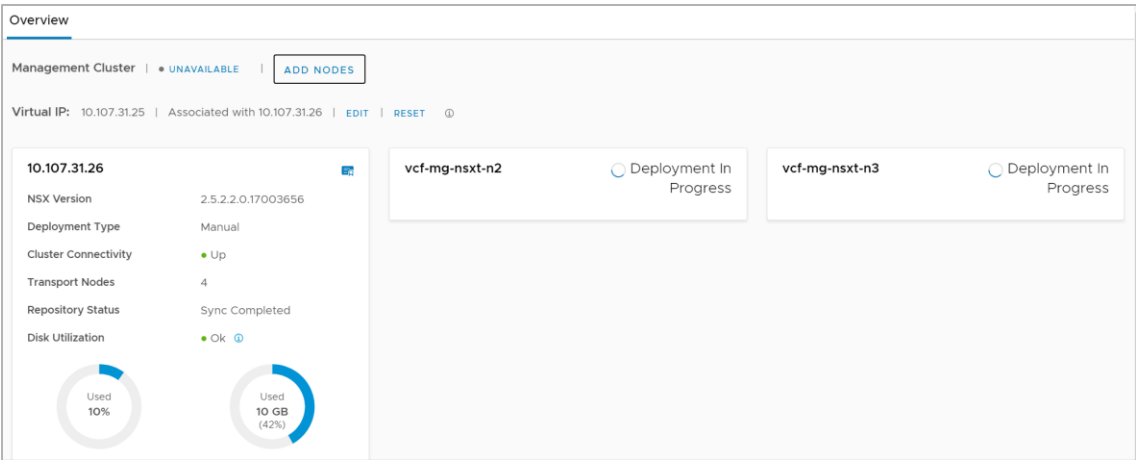 Overview
Management Cluster | • UNAVAILABLE | ADD NODES
Virtual IP: 10.107.31.25 | Associated with 10.107.31.26 | EDIT | RESET
10.107.31.26
NSX Version 2.5.2.2.0.17003656
Deployment Type Manual
Cluster Connectivity • Up
Transport Nodes 4
Repository Status Sync Completed
Disk Utilization • Ok
Used
10%
Used
10 GB
(42%)
vcf-mg-nsxt-n2
Deployment In
Progress
vcf-mg-nsxt-n3
Deployment In
Progress